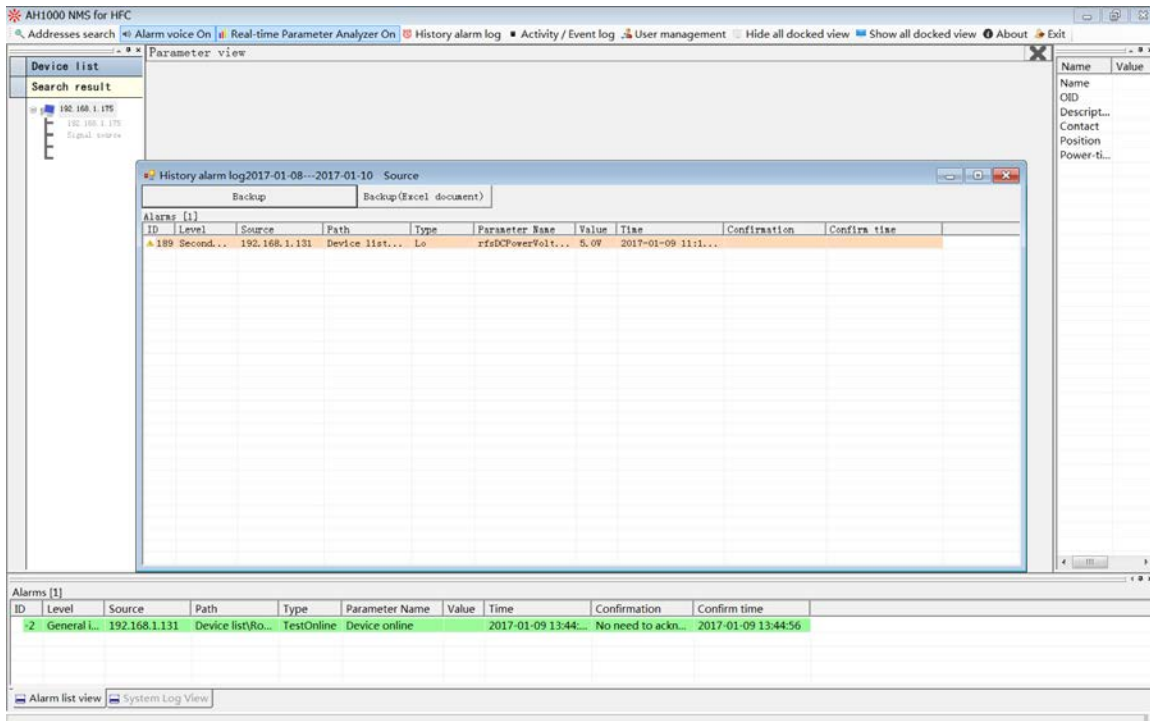 AH1000 NMS for HFC
Addresses search Alarm voice On Real-time Parameter Analyzer On History alarm log Activity / Event log User management Hide all docked view Show all docked view About Exit
Parameter view
Device list
Search result
192.168.1.175
192.168.1.175
Signal source
Name Value
Name
OID
Descript...
Contact
Position
Power-ti...
History alarm log2017-01-08---2017-01-10 Source
Backup Backup(Excel document)
Alarms [1]
ID Level Source Path Type Parameter Name Value Time Confirmation Confirm time
189 Second... 192.168.1.131 Device list... Lo rfsDCPowerVolt... 5.0V 2017-01-09 11:1...
Alarms [1]
ID Level Source Path Type Parameter Name Value Time Confirmation Confirm time
-2 General i... 192.168.1.131 Device list\Ro... TestOnline Device online 2017-01-09 13:44:... No need to ackn... 2017-01-09 13:44:56
Alarm list view System Log View